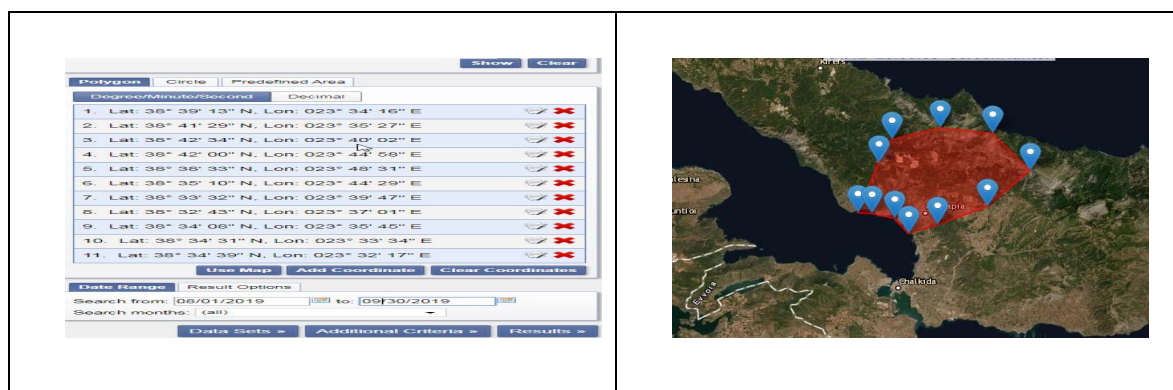 Show Clear
Polygon Circle Predefined Area
Degree/Minute/Second Decimal
1. Lat: 38° 39' 13" N, Lon: 023° 34' 16" E
2. Lat: 38° 41' 29" N, Lon: 023° 35' 27" E
3. Lat: 38° 42' 34" N, Lon: 023° 40' 02" E
4. Lat: 38° 42' 00" N, Lon: 023° 44' 58" E
5. Lat: 38° 38' 33" N, Lon: 023° 48' 31" E
6. Lat: 38° 35' 10" N, Lon: 023° 44' 29" E
7. Lat: 38° 33' 32" N, Lon: 023° 39' 47" E
8. Lat: 38° 32' 43" N, Lon: 023° 37' 01" E
9. Lat: 38° 34' 08" N, Lon: 023° 35' 45" E
10. Lat: 38° 34' 31" N, Lon: 023° 33' 34" E
11. Lat: 38° 34' 39" N, Lon: 023° 32' 17" E
Use Map Add Coordinate Clear Coordinates
Date Range Result Options
Search from: 08/01/2019 to: 09/30/2019
Search months: (all)
Data Sets » Additional Criteria » Results »
Chalkida
Evvoia